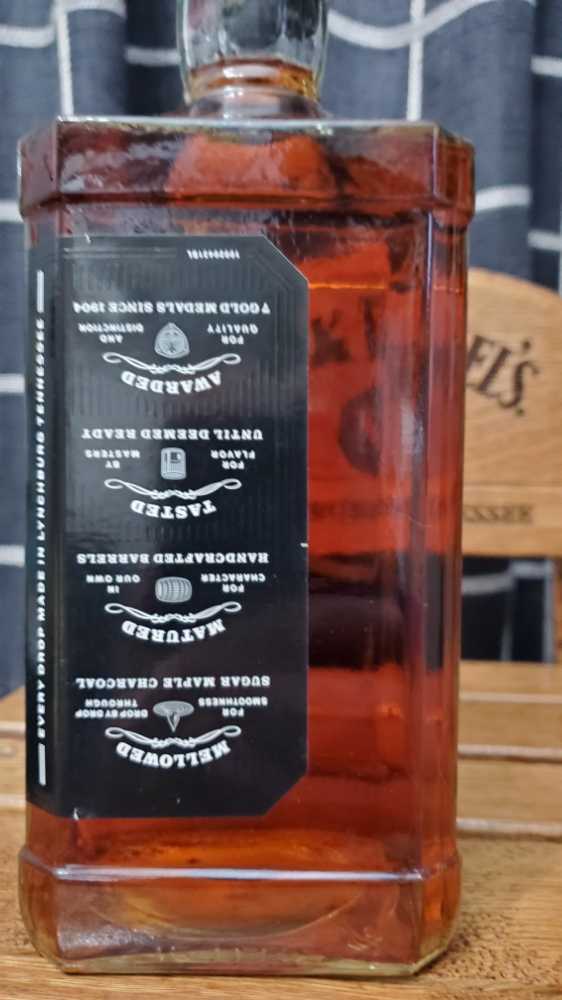 MELLOWED
FOR SMOOTHNESS
DROP BY DROP THROUGH
SUGAR MAPLE CHARCOAL
MATURED
FOR CHARACTER
IN OUR OWN
HANDCRAFTED BARRELS
TASTED
FOR FLAVOR
BY MASTERS
UNTIL DEEMED READY
AWARDED
FOR QUALITY
AND DISTINCTION
7 GOLD MEDALS SINCE 1904
EVERY DROP MADE IN LYNCHBURG TENNESSEE
EL'S